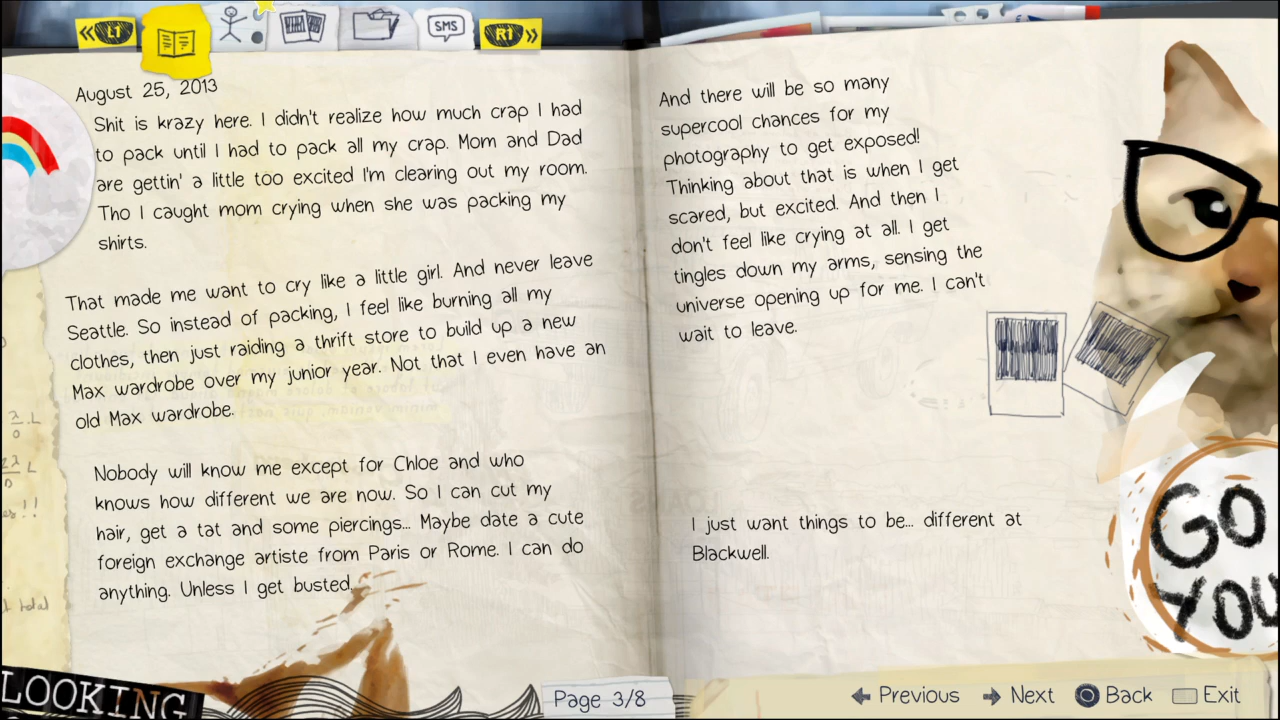 L1
SMS
R1
August 25, 2013
Shit is krazy here. I didn't realize how much crap I had
to pack until I had to pack all my crap. Mom and Dad
are gettin' a little too excited I'm clearing out my room.
Tho I caught mom crying when she was packing my
shirts.
That made me want to cry like a little girl. And never leave
Seattle. So instead of packing, I feel like burning all my
clothes, then just raiding a thrift store to build up a new
Max wardrobe over my junior year. Not that I even have an
old Max wardrobe.
Nobody will know me except for Chloe and who
knows how different we are now. So I can cut my
hair, get a tat and some piercings... Maybe date a cute
foreign exchange artiste from Paris or Rome. I can do
anything. Unless I get busted.
And there will be so many
supercool chances for my
photography to get exposed!
Thinking about that is when I get
scared, but excited. And then I
don't feel like crying at all. I get
tingles down my arms, sensing the
universe opening up for me. I can't
wait to leave.
I just want things to be... different at
Blackwell.
GO
YOU
LOOKING
Page 3/8
Previous
Next
Back
Exit